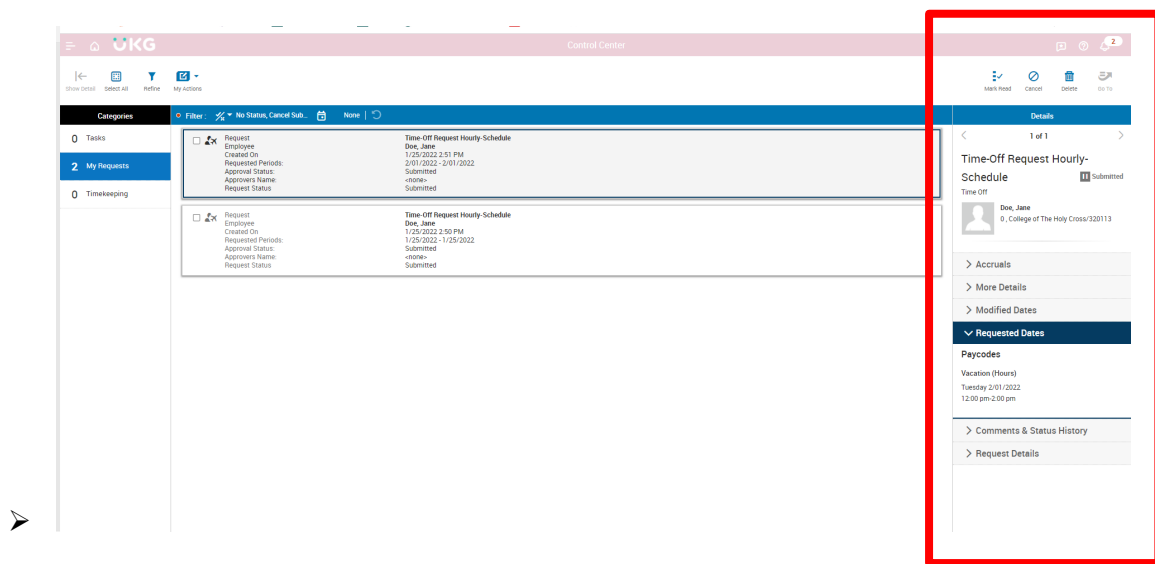 UKG
Control Center
2
Show Detail
Select All
Refine
My Actions
Mark Read
Cancel
Delete
Go To
Categories
0 Tasks
2 My Requests
0 Timekeeping
Filter : No Status, Cancel Sub... None
Request Time-Off Request Hourly-Schedule
Employee Doe, Jane
Created On 1/25/2022 2:51 PM
Requested Periods: 2/01/2022 - 2/01/2022
Approval Status: Submitted
Approvers Name: <none>
Request Status Submitted
Request Time-Off Request Hourly-Schedule
Employee Doe, Jane
Created On 1/25/2022 2:50 PM
Requested Periods: 1/25/2022 - 1/25/2022
Approval Status: Submitted
Approvers Name: <none>
Request Status Submitted
Details
1 of 1
Time-Off Request Hourly-
Schedule Submitted
Time Off
Doe, Jane
0 , College of The Holy Cross/320113
Accruals
More Details
Modified Dates
Requested Dates
Paycodes
Vacation (Hours)
Tuesday 2/01/2022
12:00 pm-2:00 pm
Comments & Status History
Request Details